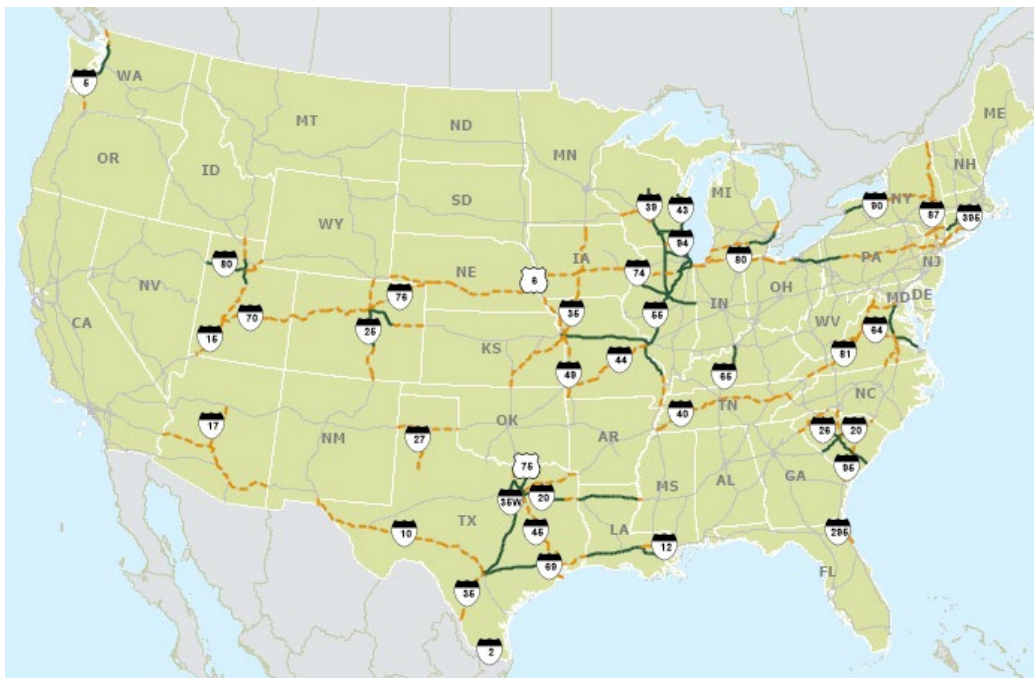 WA
5
MT
ND
ME
OR
ID
MN
NH
SD
39
43
MI
90
NY
87
395
WY
94
80
IA
80
NV
NE
74
PA
6
76
NJ
70
35
55
IN
OH
MD
DE
CA
15
25
WV
64
KS
44
81
49
65
17
40
TN
NC
NM
27
OK
AR
26
20
75
95
MS
AL
GA
35W
20
TX
10
45
LA
12
295
69
FL
35
2